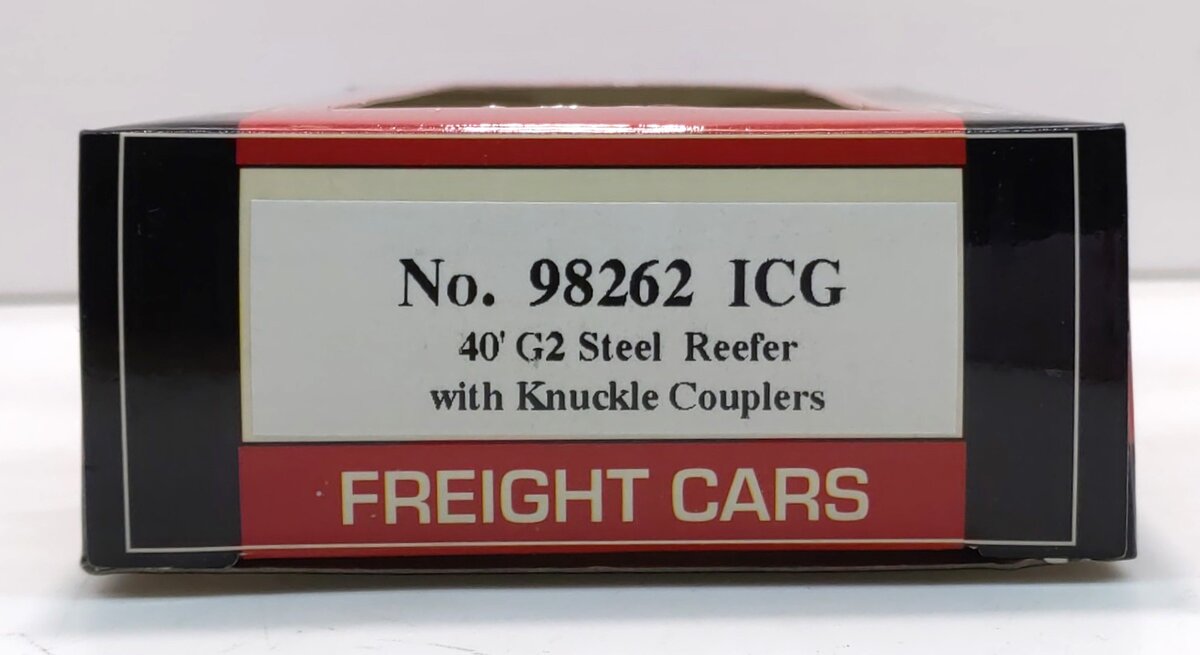 No. 98262 ICG
40' G2 Steel Reefer
with Knuckle Couplers
FREIGHT CARS